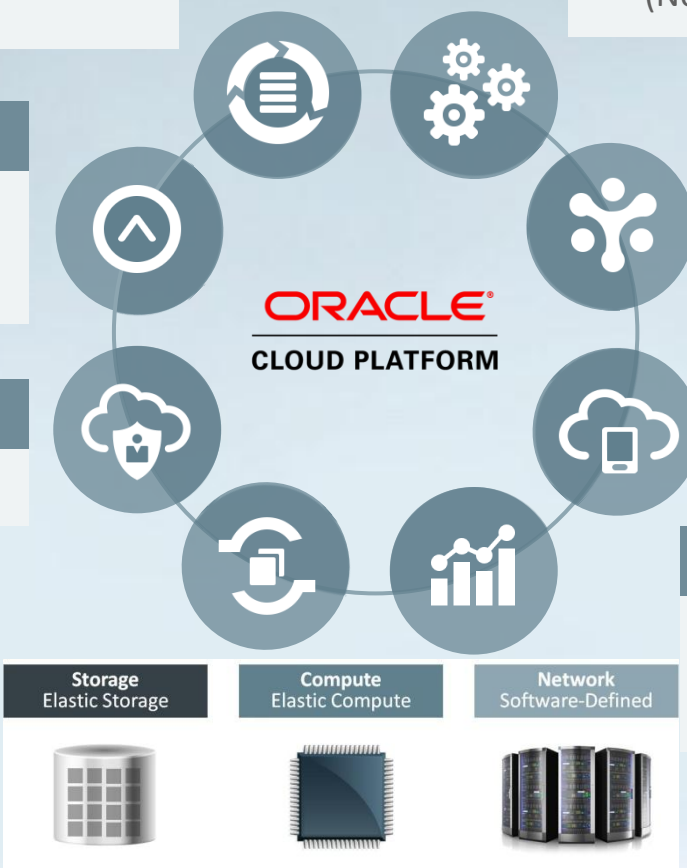 ORACLE®
CLOUD PLATFORM
Storage
Elastic Storage
Compute
Elastic Compute
Network
Software-Defined